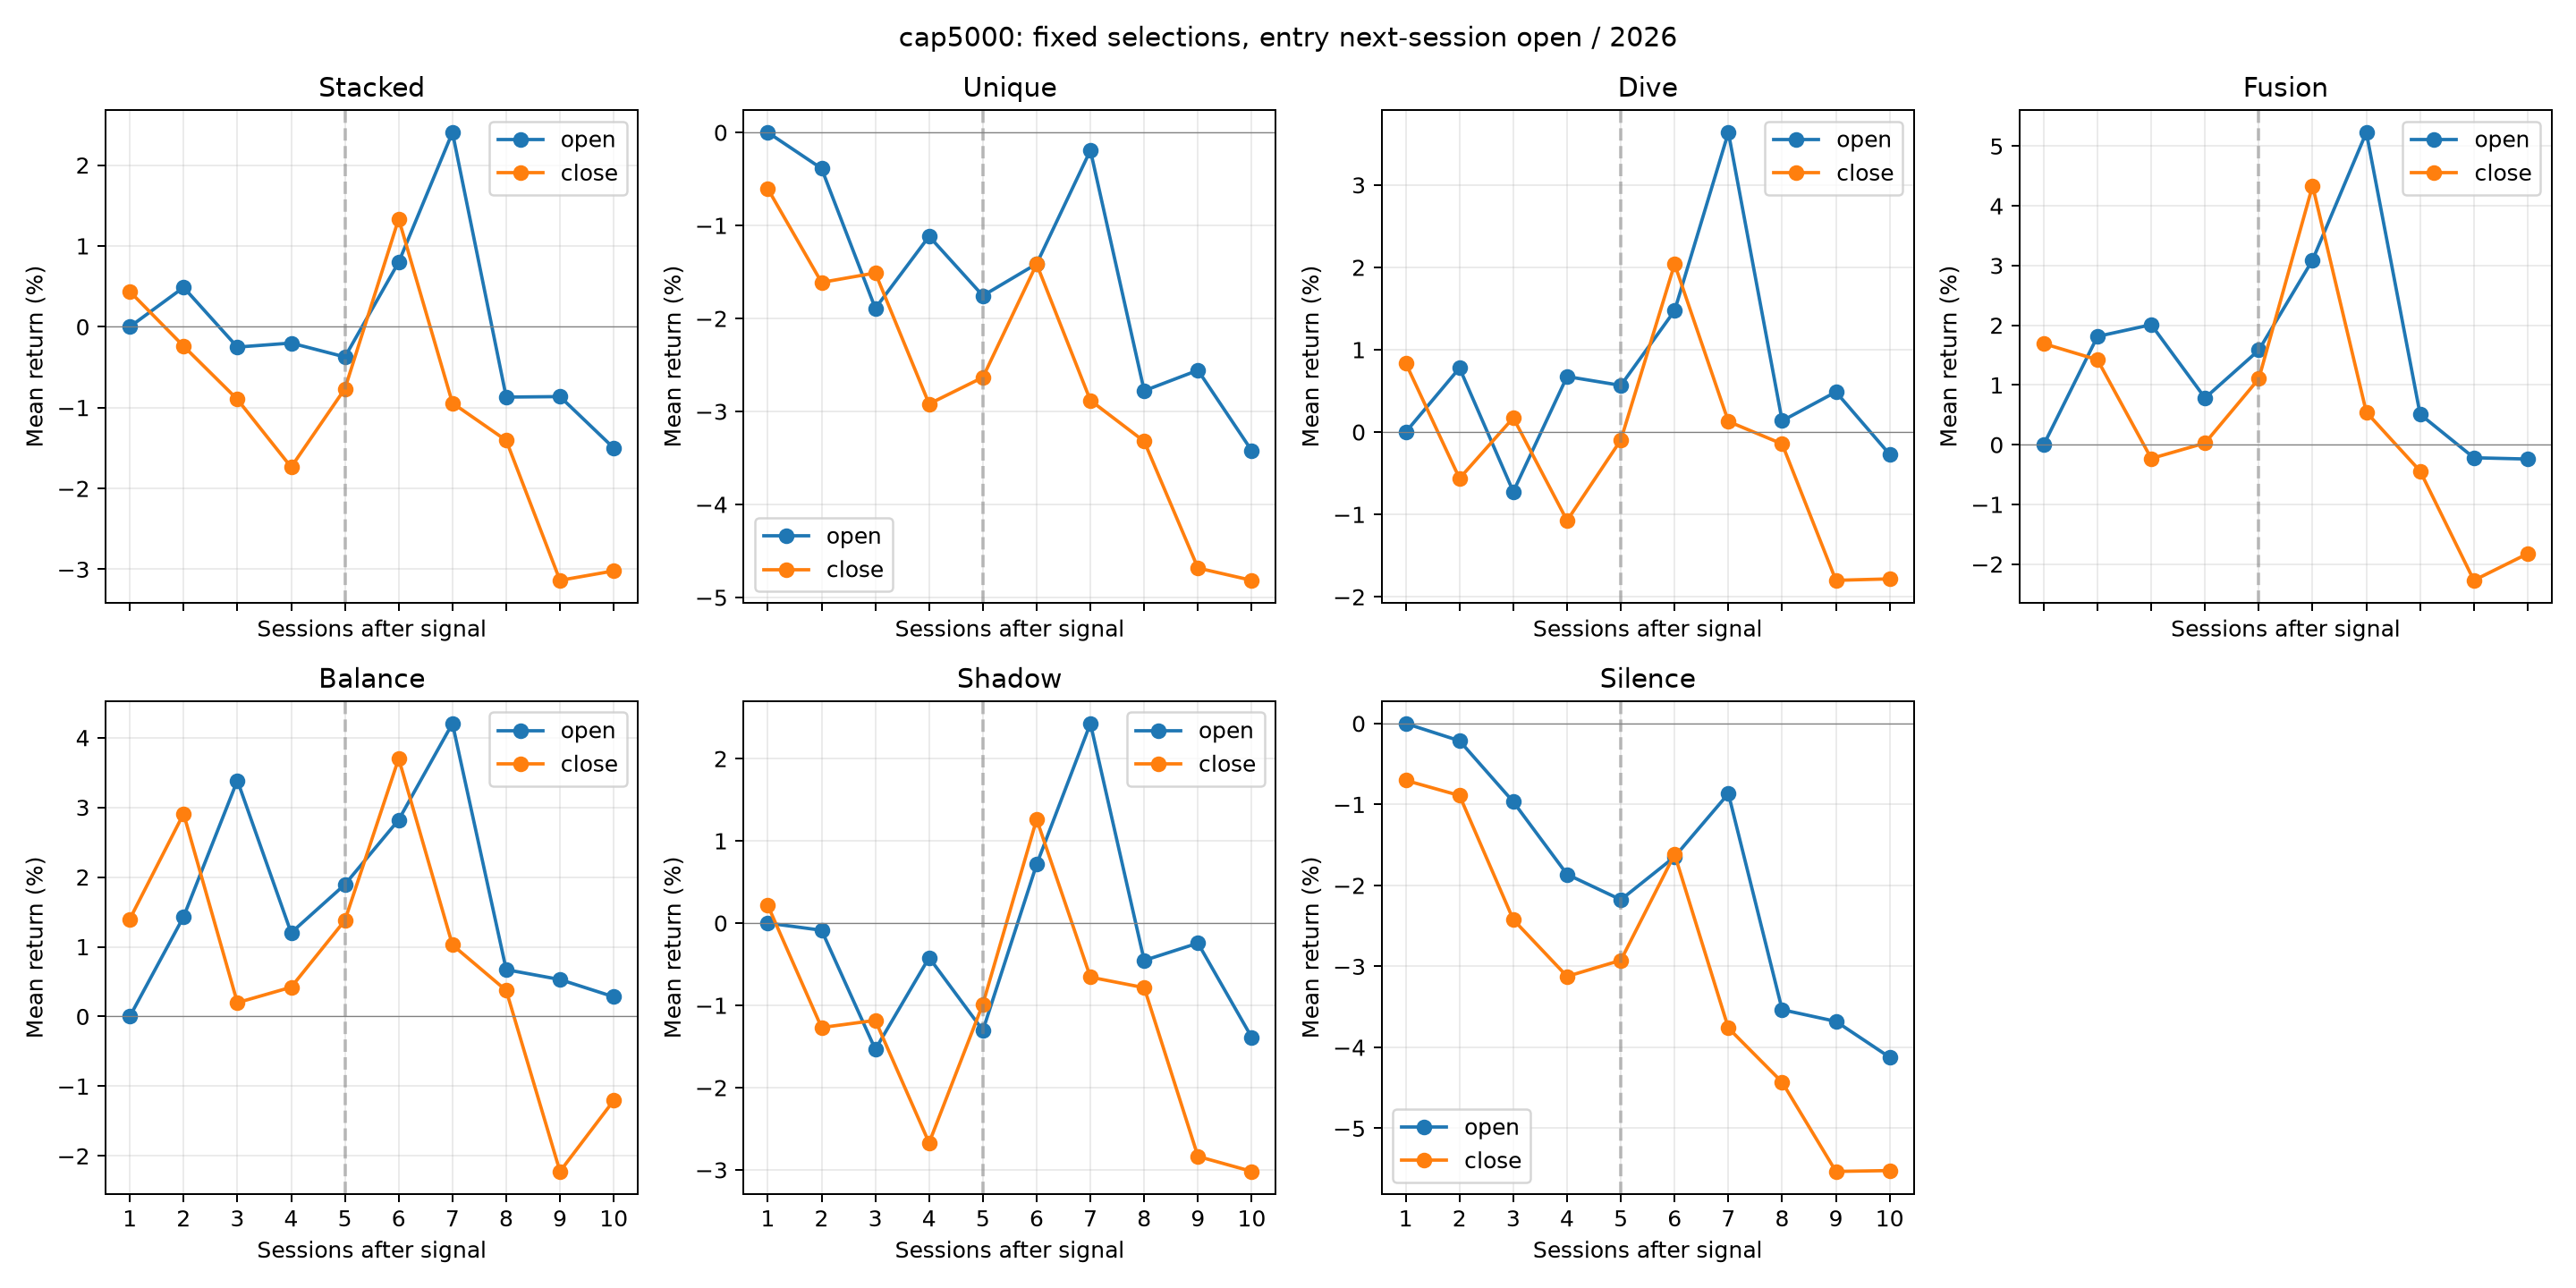 cap5000: fixed selections, entry next-session open / 2026
Stacked
Mean return (%)
2
1
0
−1
−2
−3
open
close
Sessions after signal
Unique
Mean return (%)
0
−1
−2
−3
−4
−5
open
close
Sessions after signal
Dive
Mean return (%)
3
2
1
0
−1
−2
open
close
Sessions after signal
Fusion
Mean return (%)
5
4
3
2
1
0
−1
−2
open
close
Sessions after signal
Balance
Mean return (%)
4
3
2
1
0
−1
−2
open
close
1 2 3 4 5 6 7 8 9 10
Sessions after signal
Shadow
Mean return (%)
2
1
0
−1
−2
−3
open
close
1 2 3 4 5 6 7 8 9 10
Sessions after signal
Silence
Mean return (%)
0
−1
−2
−3
−4
−5
open
close
1 2 3 4 5 6 7 8 9 10
Sessions after signal